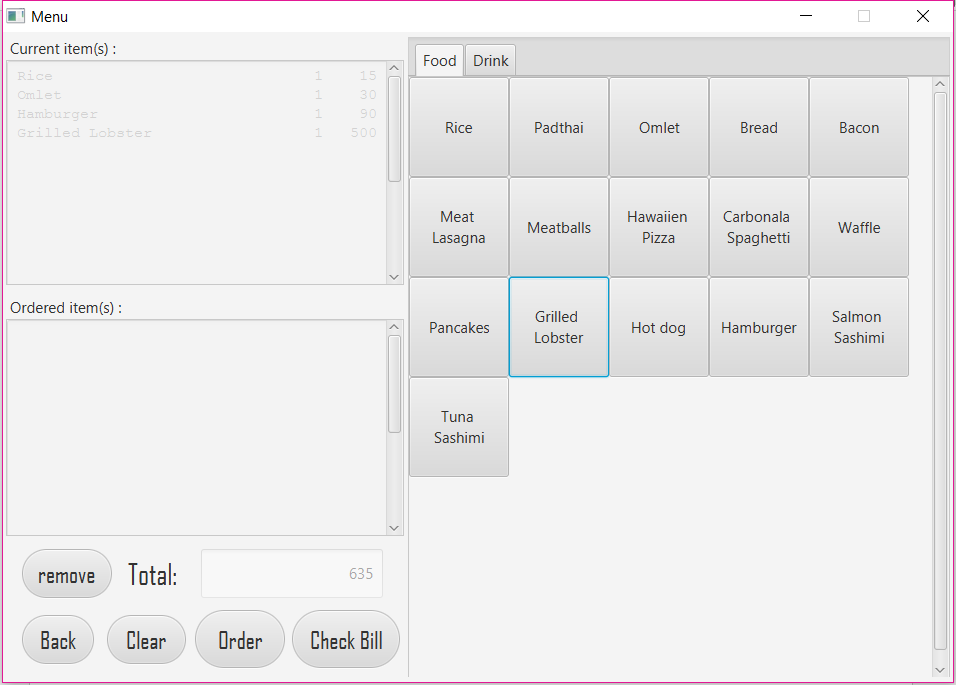 Menu
Current item(s) :
Rice 1 15
Omlet 1 30
Hamburger 1 90
Grilled Lobster 1 500
Ordered item(s) :
remove Total: 635
Back Clear Order Check Bill
Food Drink
Rice Padthai Omlet Bread Bacon
Meat
Lasagna
Meatballs
Hawaiien
Pizza
Carbonala
Spaghetti
Waffle
Pancakes
Grilled
Lobster
Hot dog
Hamburger
Salmon
Sashimi
Tuna
Sashimi